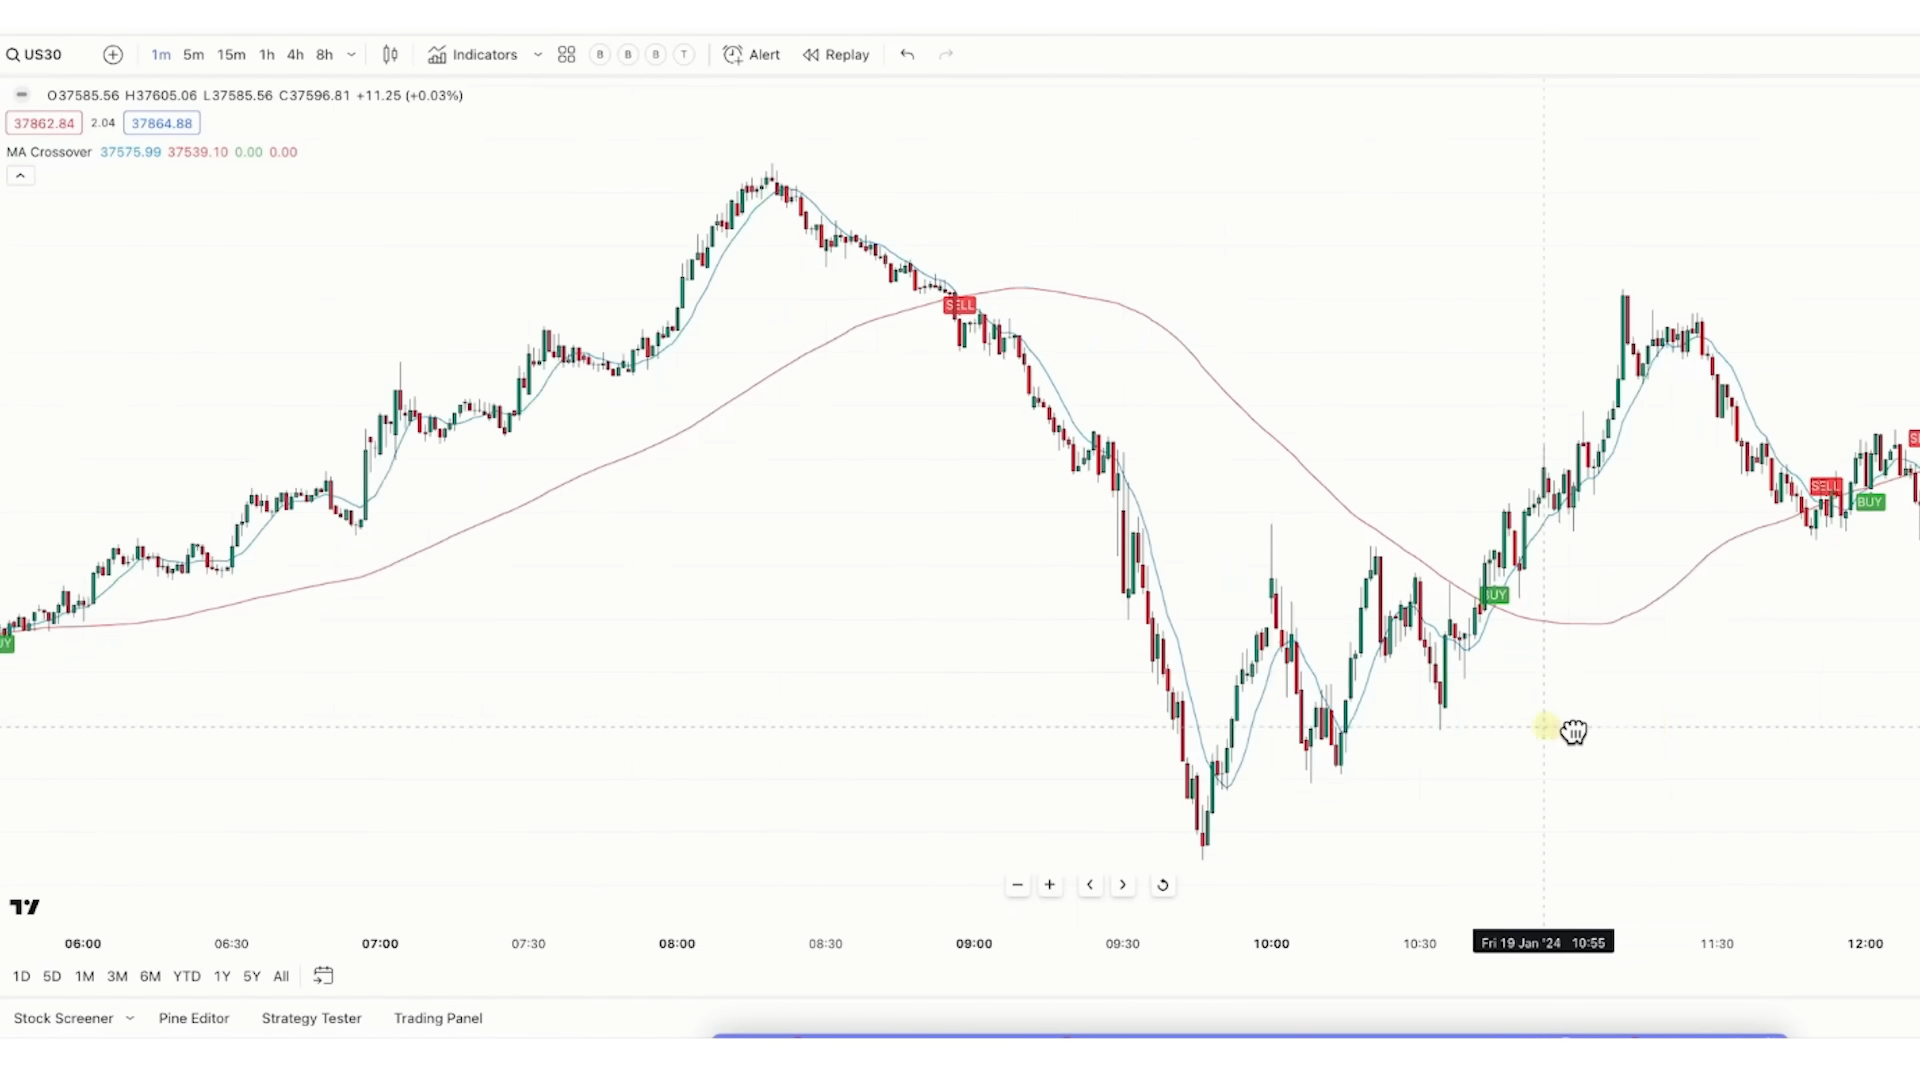 US30 1m 5m 15m 1h 4h 8h Indicators B B B T Alert Replay
O37585.56 H37605.06 L37585.56 C37596.81 +11.25 (+0.03%)
37862.84 2.04 37864.88
MA Crossover 37575.99 37539.10 0.00 0.00
SELL
SELL
BUY
BUY
06:00 06:30 07:00 07:30 08:00 08:30 09:00 09:30 10:00 10:30 Fri 19 Jan '24 10:55 11:30 12:00
1D 5D 1M 3M 6M YTD 1Y 5Y All
Stock Screener Pine Editor Strategy Tester Trading Panel